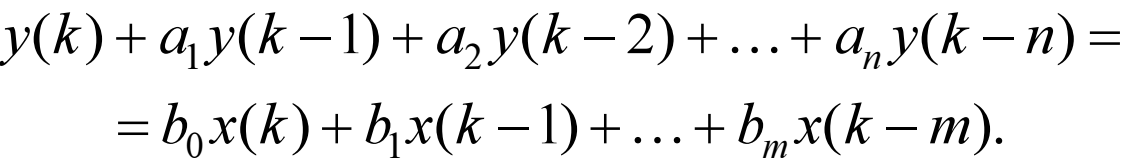 y(k) + a₁y(k − 1) + a₂y(k − 2) + … + aₙy(k − n) =
= b₀x(k) + b₁x(k − 1) + … + bₘx(k − m).